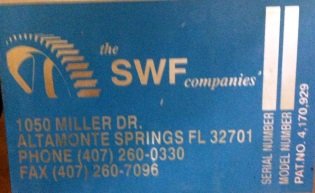 the
SWF companies'
1050 MILLER DR.
ALTAMONTE SPRINGS FL 32701
PHONE (407) 260-0330
FAX (407) 260-7096
SERIAL NUMBER
MODEL NUMBER
PAT. NO. 4,170,929